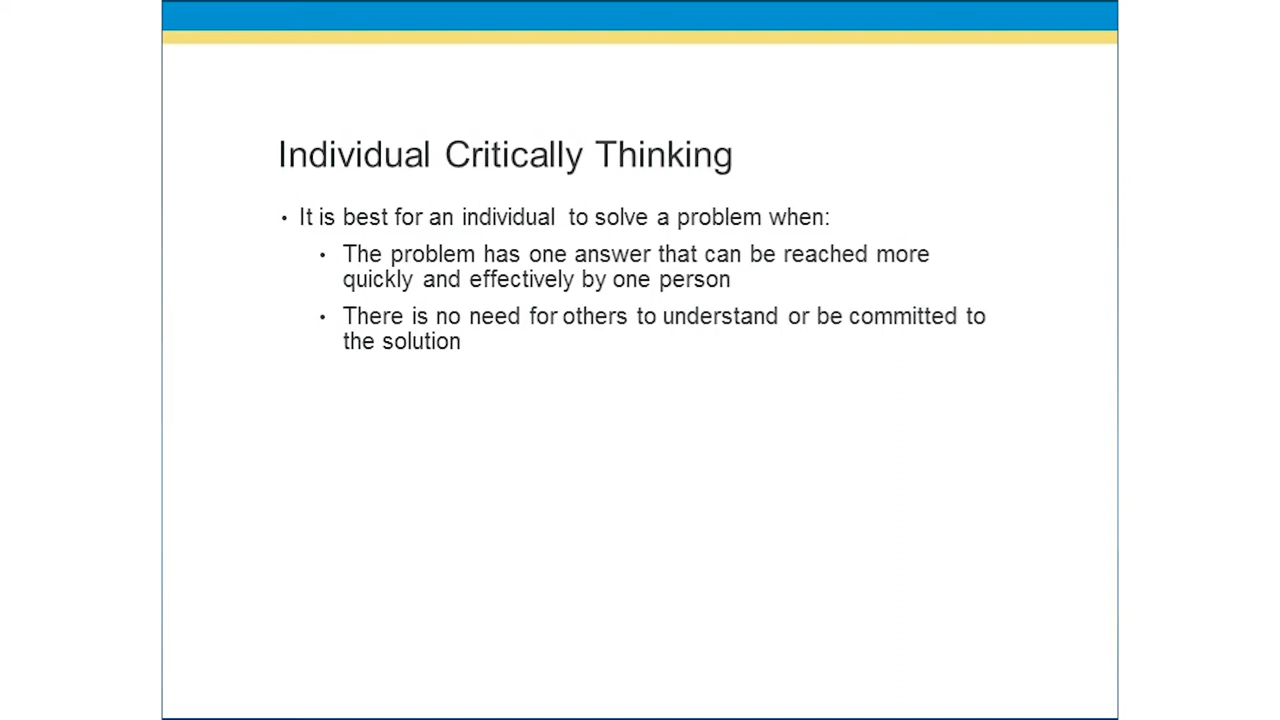 Individual Critically Thinking
• It is best for an individual to solve a problem when:
• The problem has one answer that can be reached more
quickly and effectively by one person
• There is no need for others to understand or be committed to
the solution